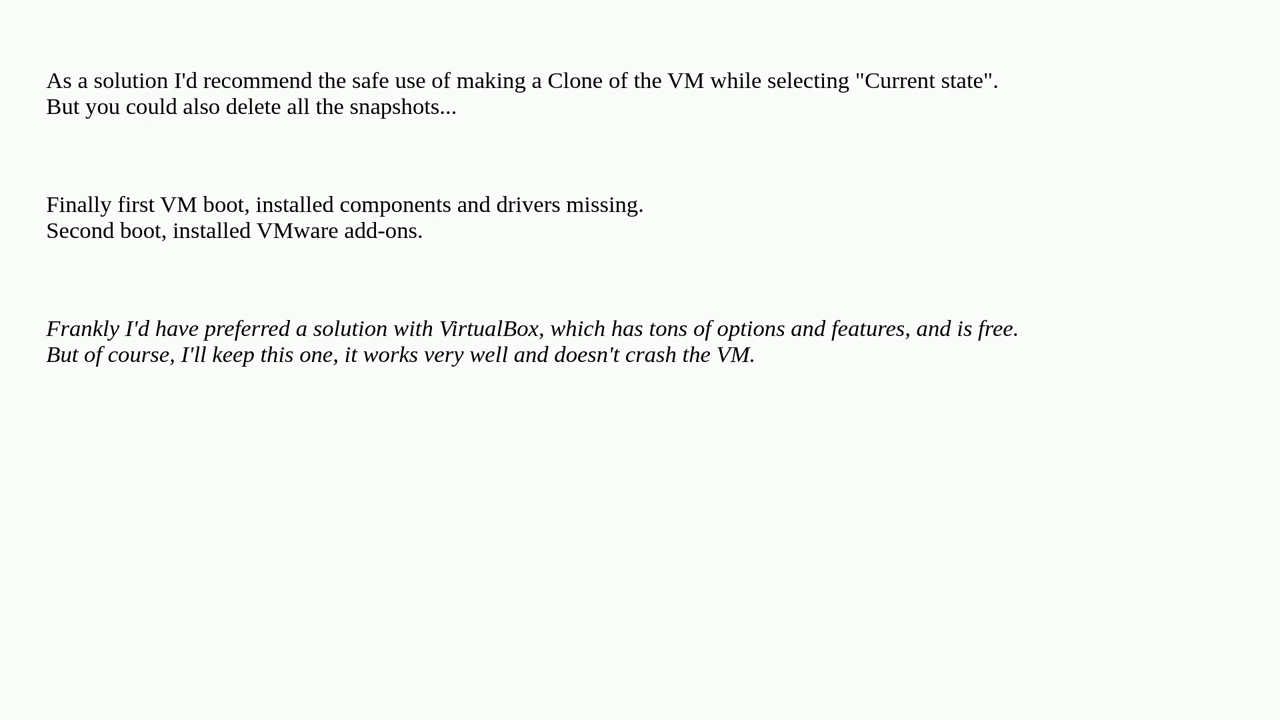 As a solution I'd recommend the safe use of making a Clone of the VM while selecting "Current state".
But you could also delete all the snapshots...
Finally first VM boot, installed components and drivers missing.
Second boot, installed VMware add-ons.
Frankly I'd have preferred a solution with VirtualBox, which has tons of options and features, and is free.
But of course, I'll keep this one, it works very well and doesn't crash the VM.